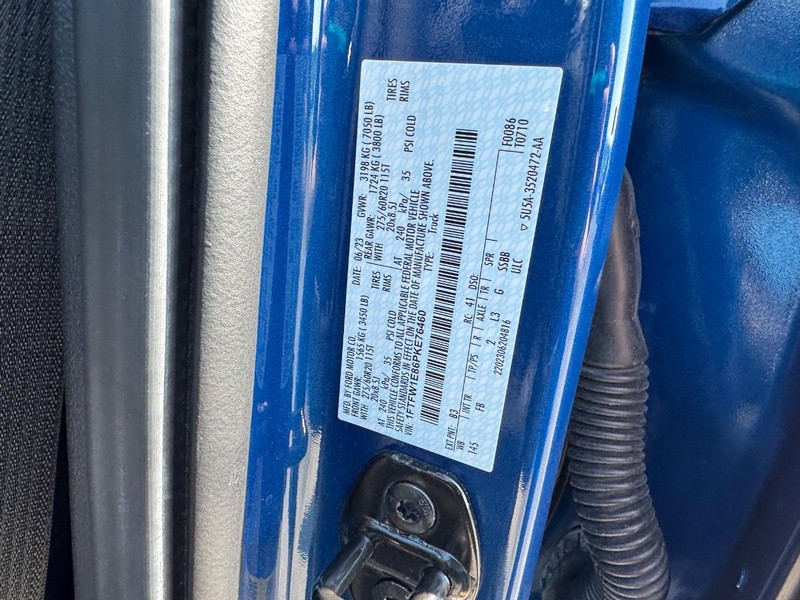 MFD. BY FORD MOTOR CO.
DATE: 06/23 GVWR: 3198 KG ( 7050 LB)
FRONT GAWR: 1565 KG ( 3450 LB) REAR GAWR: 1724 KG ( 3800 LB)
WITH 275/60R20 115T TIRES WITH 275/60R20 115T TIRES
20x8.5J RIMS 20x8.5J RIMS
AT 240 kPa/ 35 PSI COLD AT 240 kPa/ 35 PSI COLD
THIS VEHICLE CONFORMS TO ALL APPLICABLE FEDERAL MOTOR VEHICLE
SAFETY STANDARDS IN EFFECT ON THE DATE OF MANUFACTURE SHOWN ABOVE.
VIN: 1FTFW1E86PKE76460 TYPE: Truck
F0086
T0710
EXT PNT: B3 RC: 41 DSO:
WB INT TR TP/PS R AXLE TR SPR
145 FB 2 L3 G SSBB
2202306204816 ULC
▽ 5U5A-3520472-AA